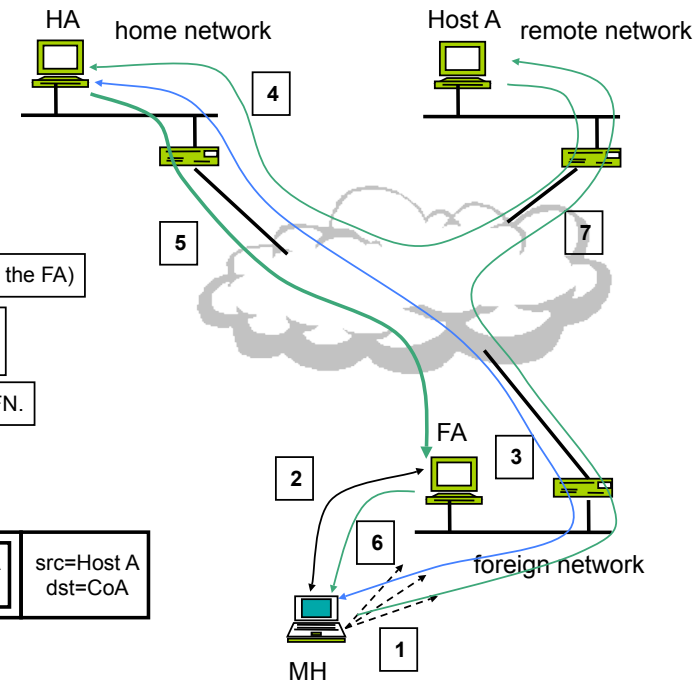 HA
home network
Host A
remote network
4
5
7
the FA)
FN.
FA
3
2
6
foreign network
src=Host A
dst=CoA
1
MH